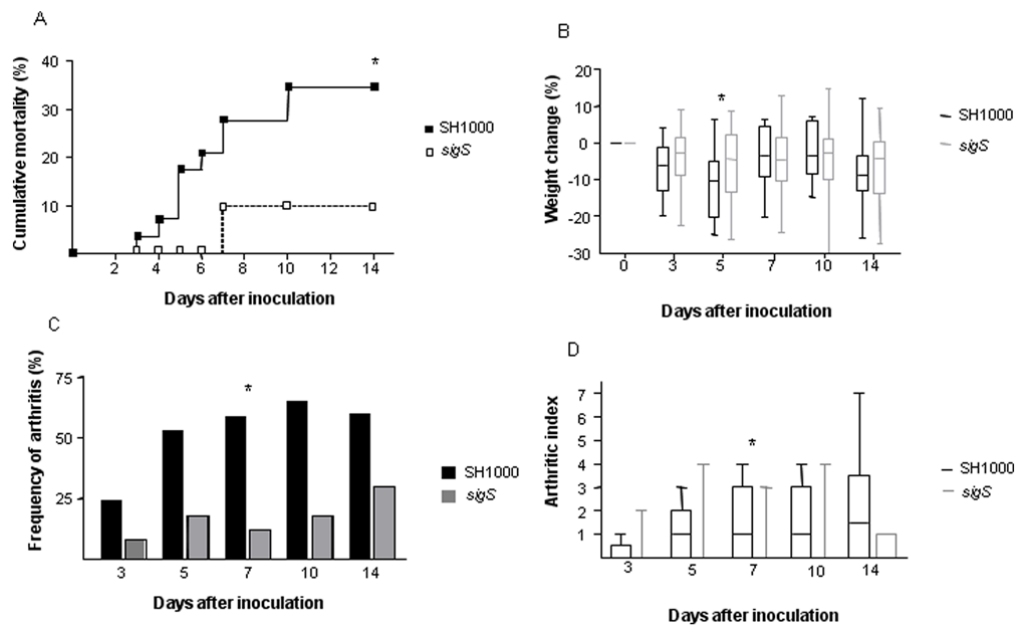 A
Cumulative mortality (%)
40
30
20
10
*
2 4 6 8 10 12 14
Days after inoculation
SH1000
sigS
B
Weight change (%)
20
10
0
-10
-20
-30
*
0 3 5 7 10 14
Days after inoculation
SH1000
sigS
C
Frequency of arthritis (%)
75
50
25
*
3 5 7 10 14
Days after inoculation
SH1000
sigS
D
Arthritic index
7
6
5
4
3
2
1
*
3 5 7 10 14
Days after inoculation
SH1000
sigS